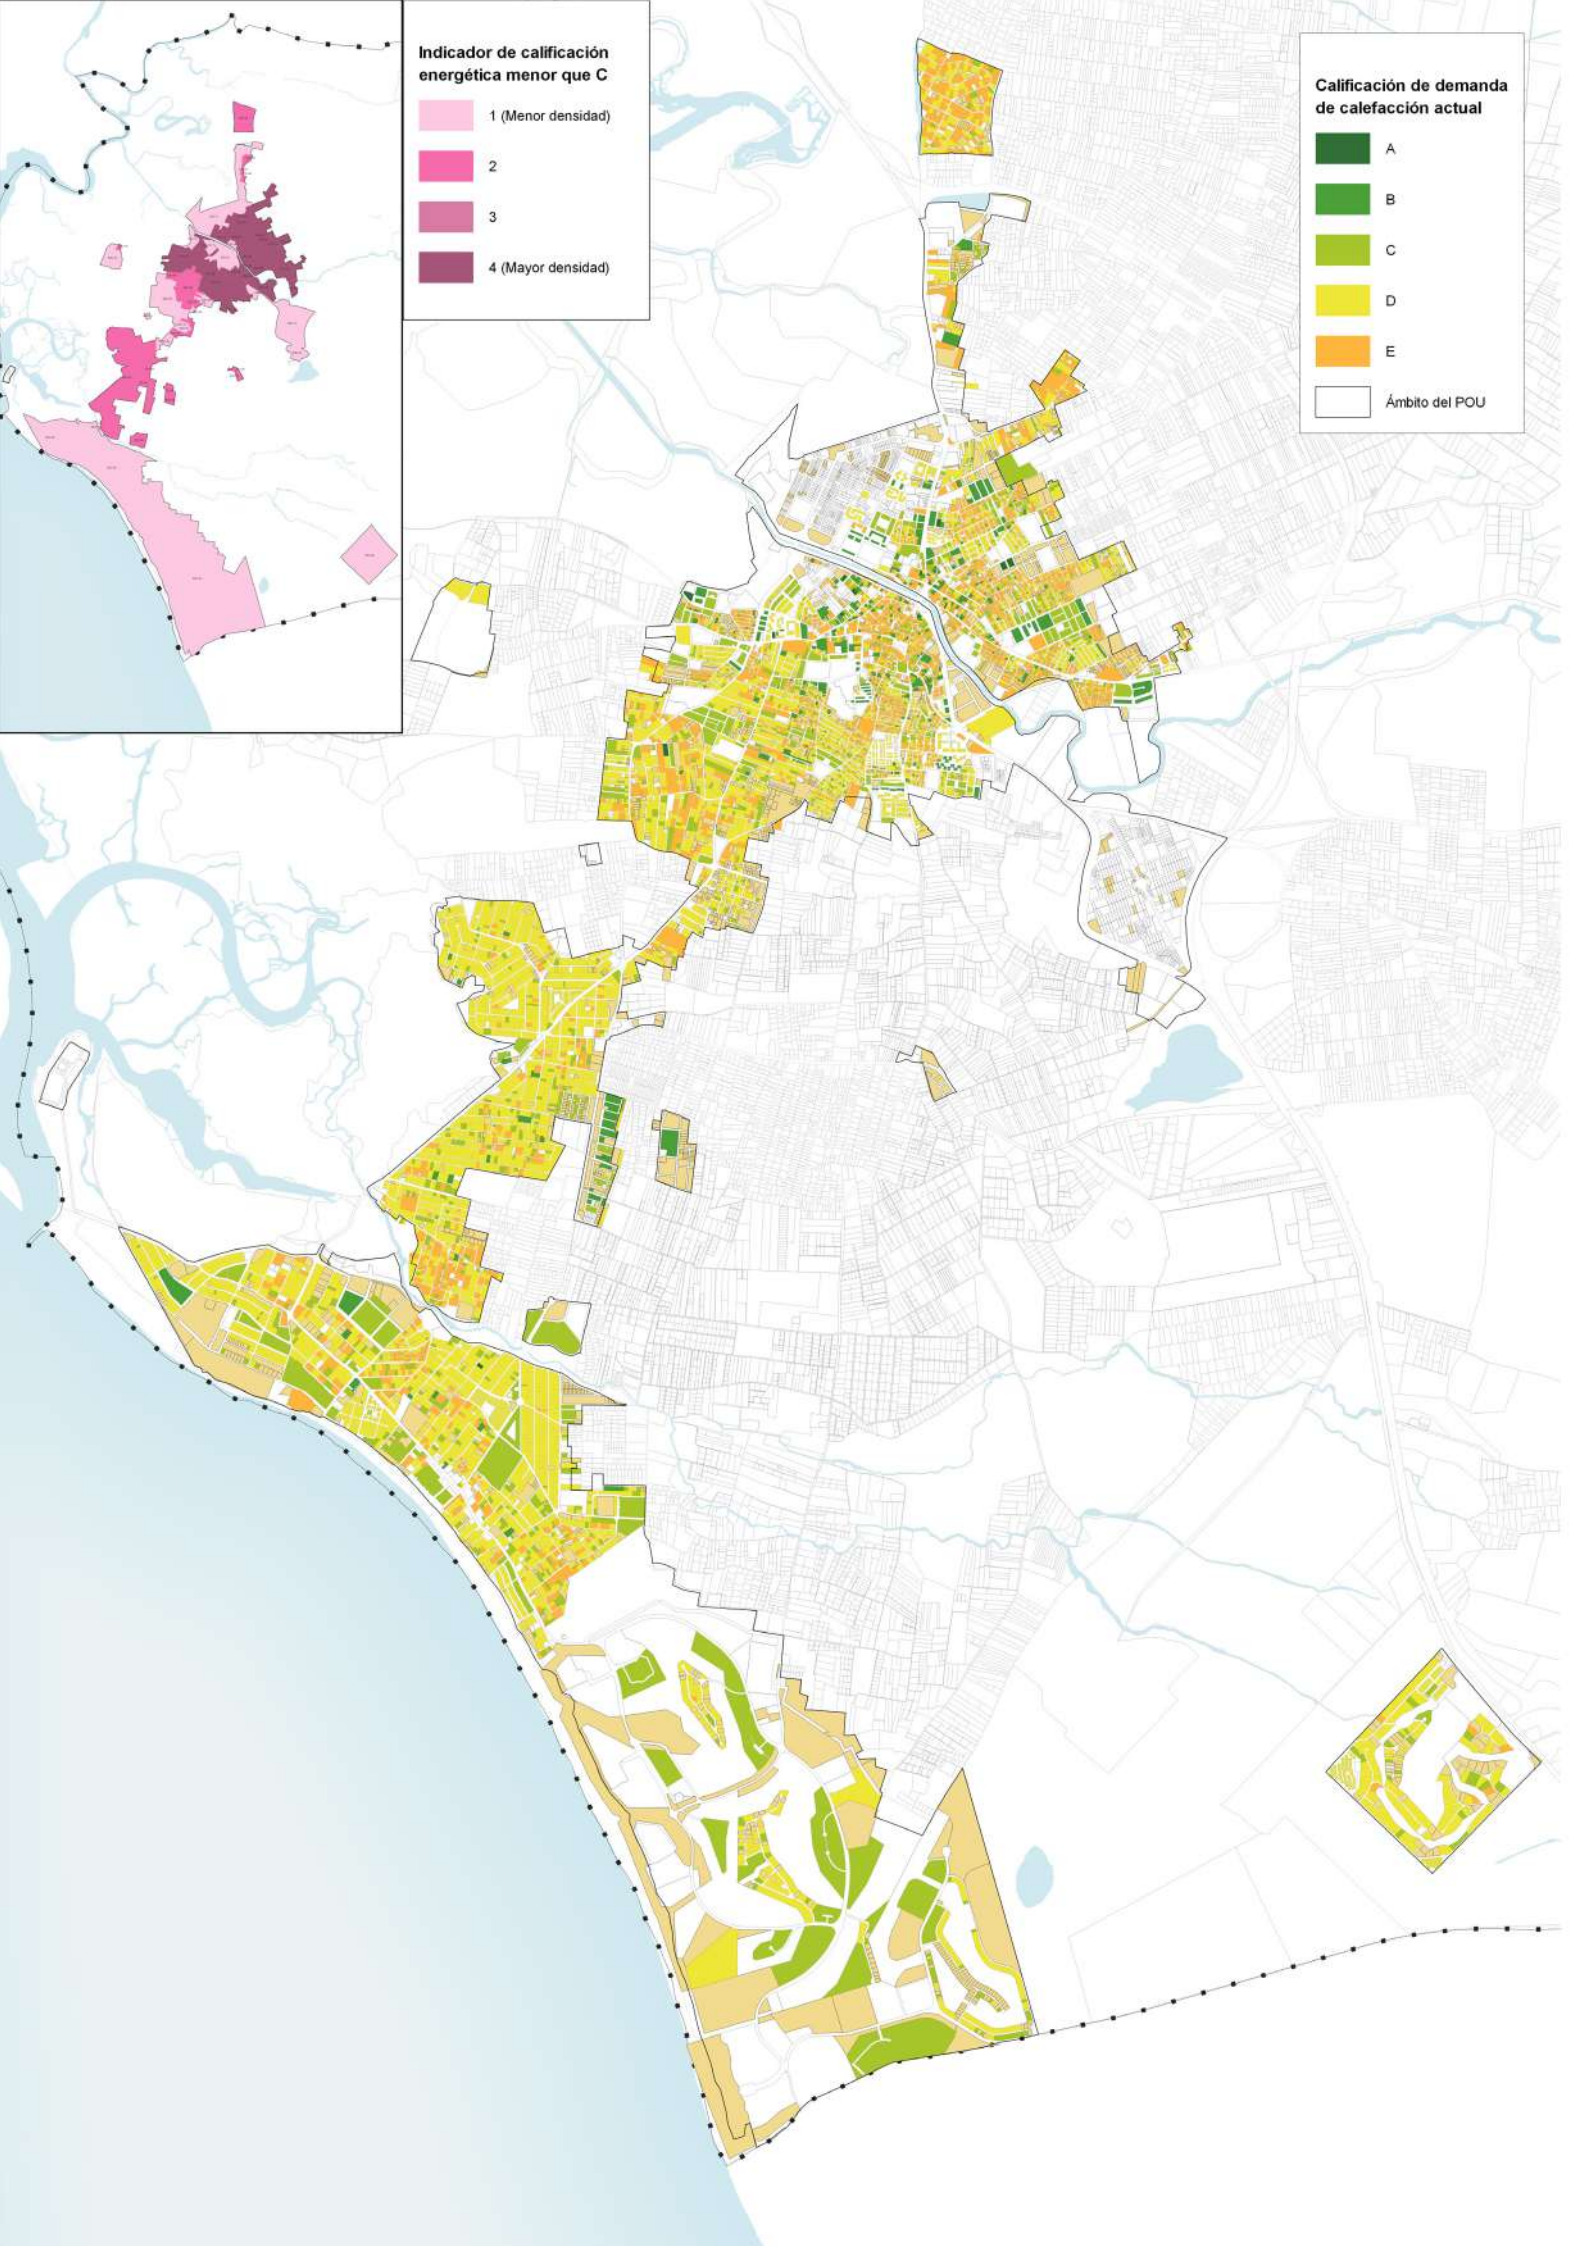 Indicador de calificación
energética menor que C
1 (Menor densidad)
2
3
4 (Mayor densidad)
Calificación de demanda
de calefacción actual
A
B
C
D
E
Ámbito del POU